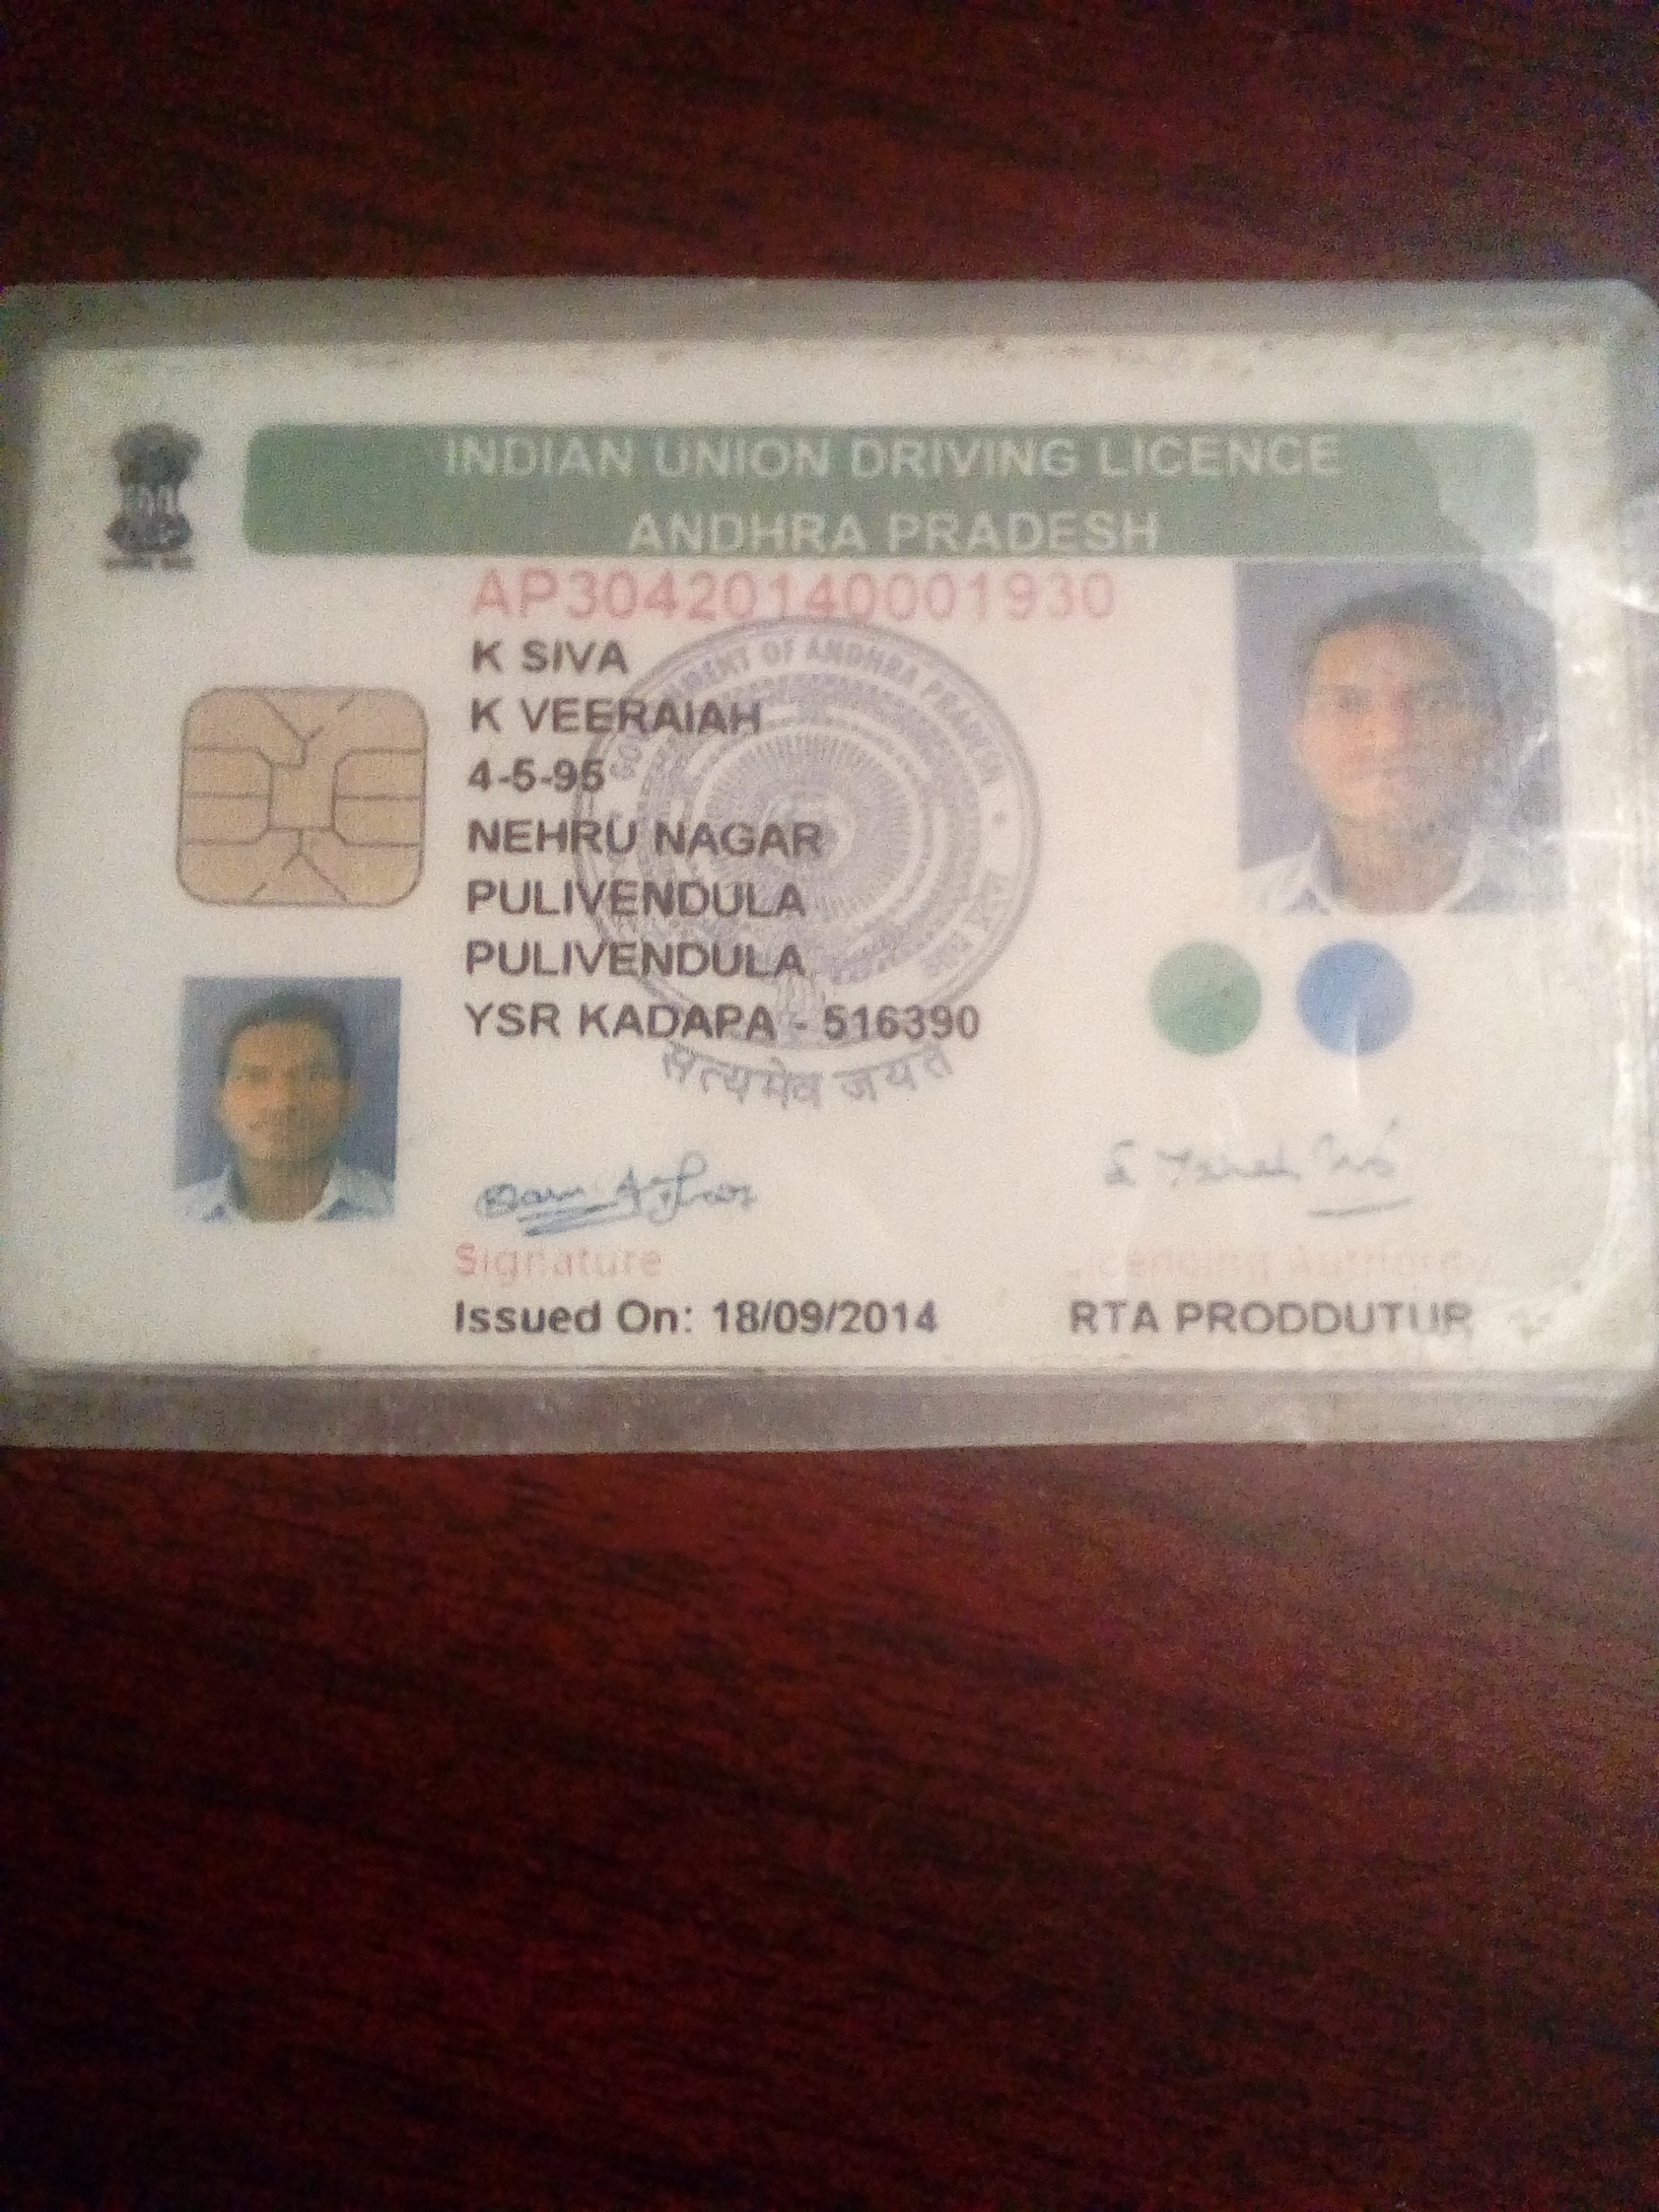 INDIAN UNION DRIVING LICENCE
ANDHRA PRADESH
AP30420140001930
K SIVA
K VEERAIAH
4-5-95
NEHRU NAGAR
PULIVENDULA
PULIVENDULA
YSR KADAPA - 516390
GOVERNMENT OF ANDHRA PRADESH
सत्यमेव जयते
Signature
Licencing Authority
Issued On: 18/09/2014
RTA PRODDUTUR